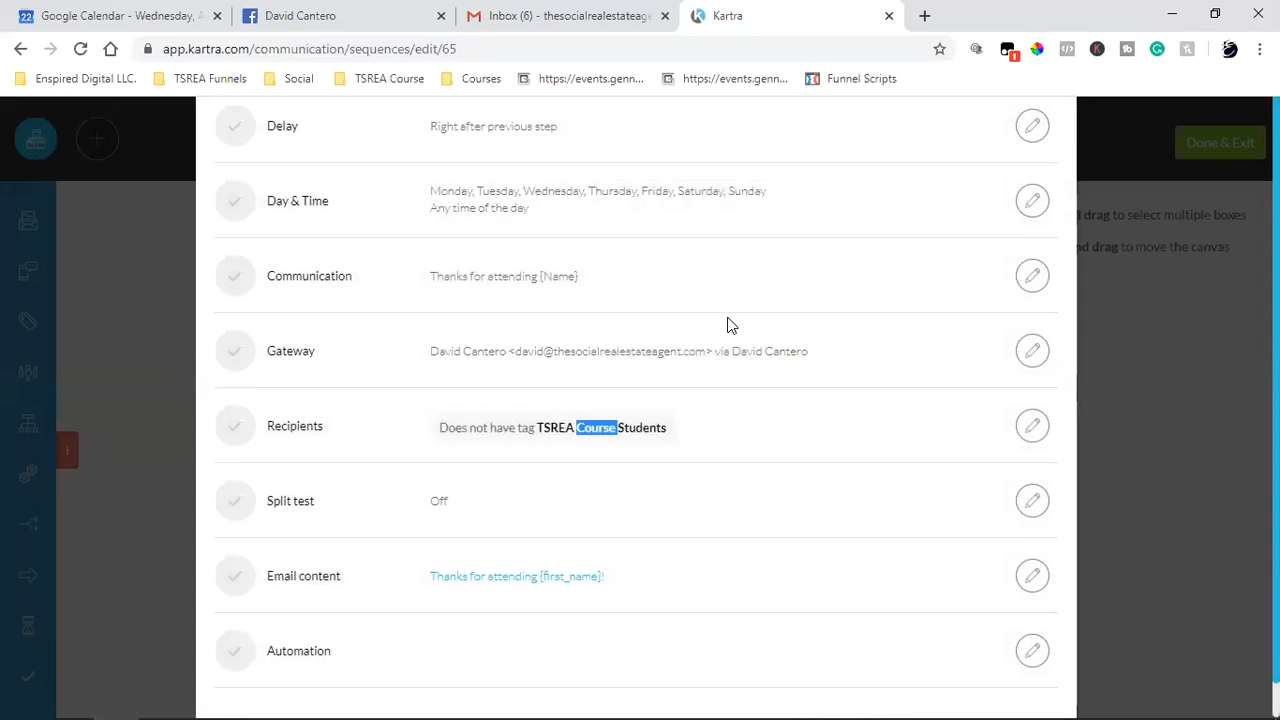 22 Google Calendar - Wednesday, A
David Cantero
Inbox (6) - thesocialrealestateage
Kartra
app.kartra.com/communication/sequences/edit/65
1
Enspired Digital LLC.
TSREA Funnels
Social
TSREA Course
Courses
https://events.genn...
https://events.genn...
Funnel Scripts
Delay
Right after previous step
Done & Exit
Day & Time
Monday, Tuesday, Wednesday, Thursday, Friday, Saturday, Sunday
Any time of the day
d drag to select multiple boxes
nd drag to move the canvas
Communication
Thanks for attending {Name}
Gateway
David Cantero <david@thesocialrealestateagent.com> via David Cantero
Recipients
Does not have tag TSREA Course Students
Split test
Off
Email content
Thanks for attending {first_name}!
Automation